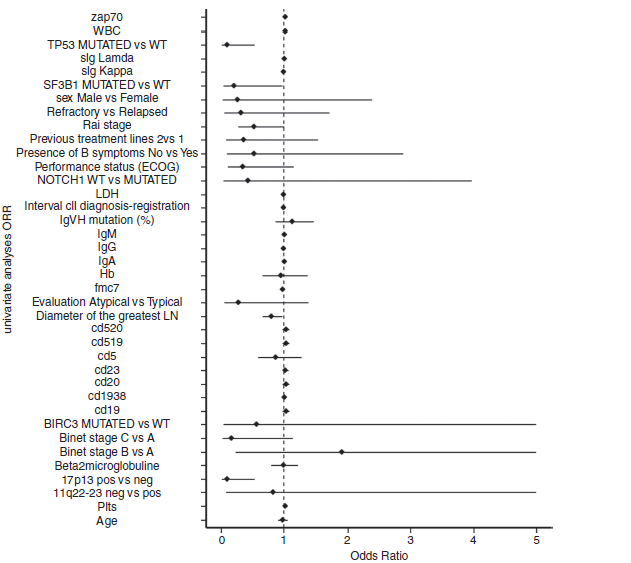 zap70
WBC
TP53 MUTATED vs WT
slg Lamda
slg Kappa
SF3B1 MUTATED vs WT
sex Male vs Female
Refractory vs Relapsed
Rai stage
Previous treatment lines 2vs 1
Presence of B symptoms No vs Yes
Performance status (ECOG)
NOTCH1 WT vs MUTATED
LDH
Interval cll diagnosis-registration
IgVH mutation (%)
IgM
IgG
IgA
Hb
fmc7
Evaluation Atypical vs Typical
Diameter of the greatest LN
cd520
cd519
cd5
cd23
cd20
cd1938
cd19
BIRC3 MUTATED vs WT
Binet stage C vs A
Binet stage B vs A
Beta2microglobuline
17p13 pos vs neg
11q22-23 neg vs pos
Plts
Age
univariate analyses ORR
0 1 2 3 4 5
Odds Ratio